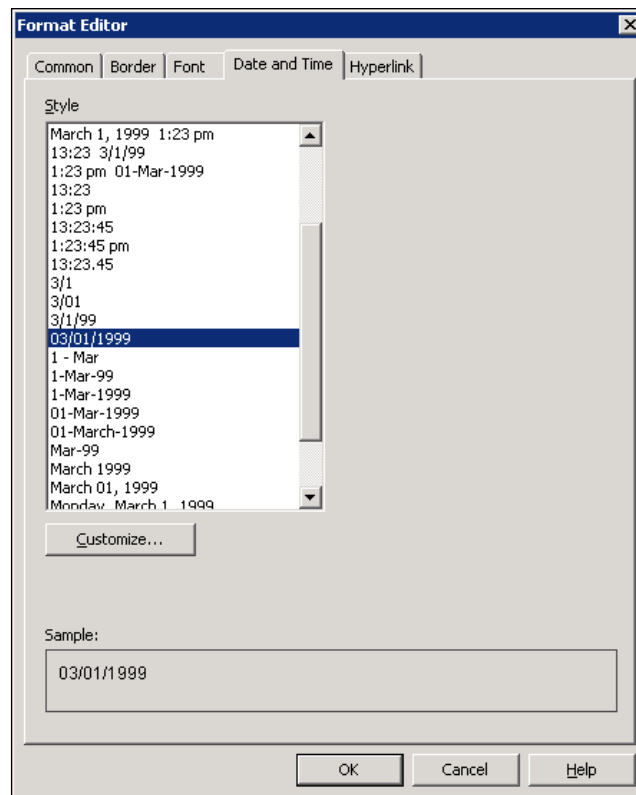 Format Editor
Common Border Font Date and Time Hyperlink
Style
March 1, 1999 1:23 pm
13:23 3/1/99
1:23 pm 01-Mar-1999
13:23
1:23 pm
13:23:45
1:23:45 pm
13:23.45
3/1
3/01
3/1/99
03/01/1999
1 - Mar
1-Mar-99
1-Mar-1999
01-Mar-1999
01-March-1999
Mar-99
March 1999
March 01, 1999
Monday, March 1, 1999
Customize...
Sample:
03/01/1999
OK Cancel Help